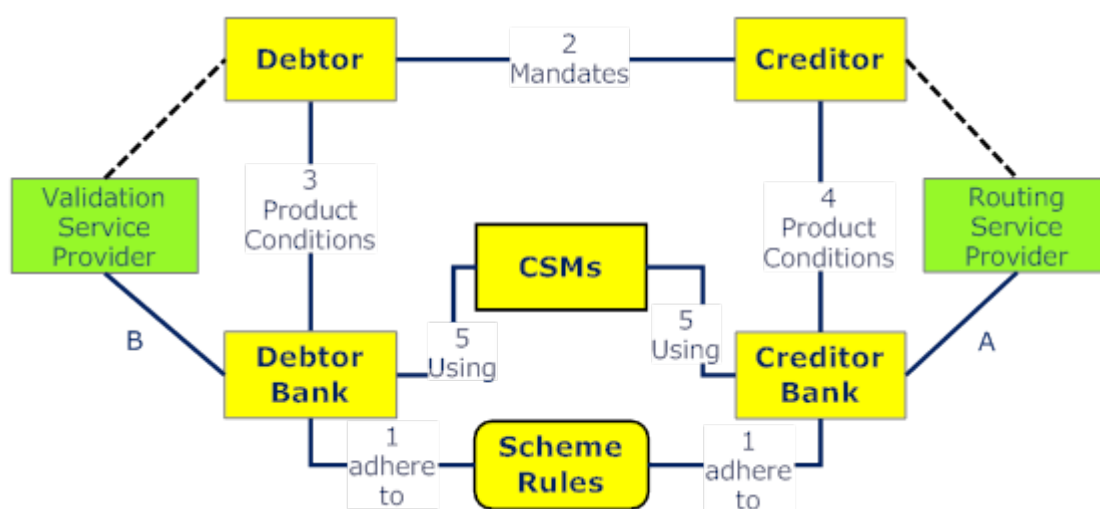 Debtor
2
Mandates
Creditor
Validation
Service
Provider
3
Product
Conditions
CSMs
4
Product
Conditions
Routing
Service
Provider
B
5
Using
5
Using
A
Debtor
Bank
Creditor
Bank
1
adhere
to
Scheme
Rules
1
adhere
to